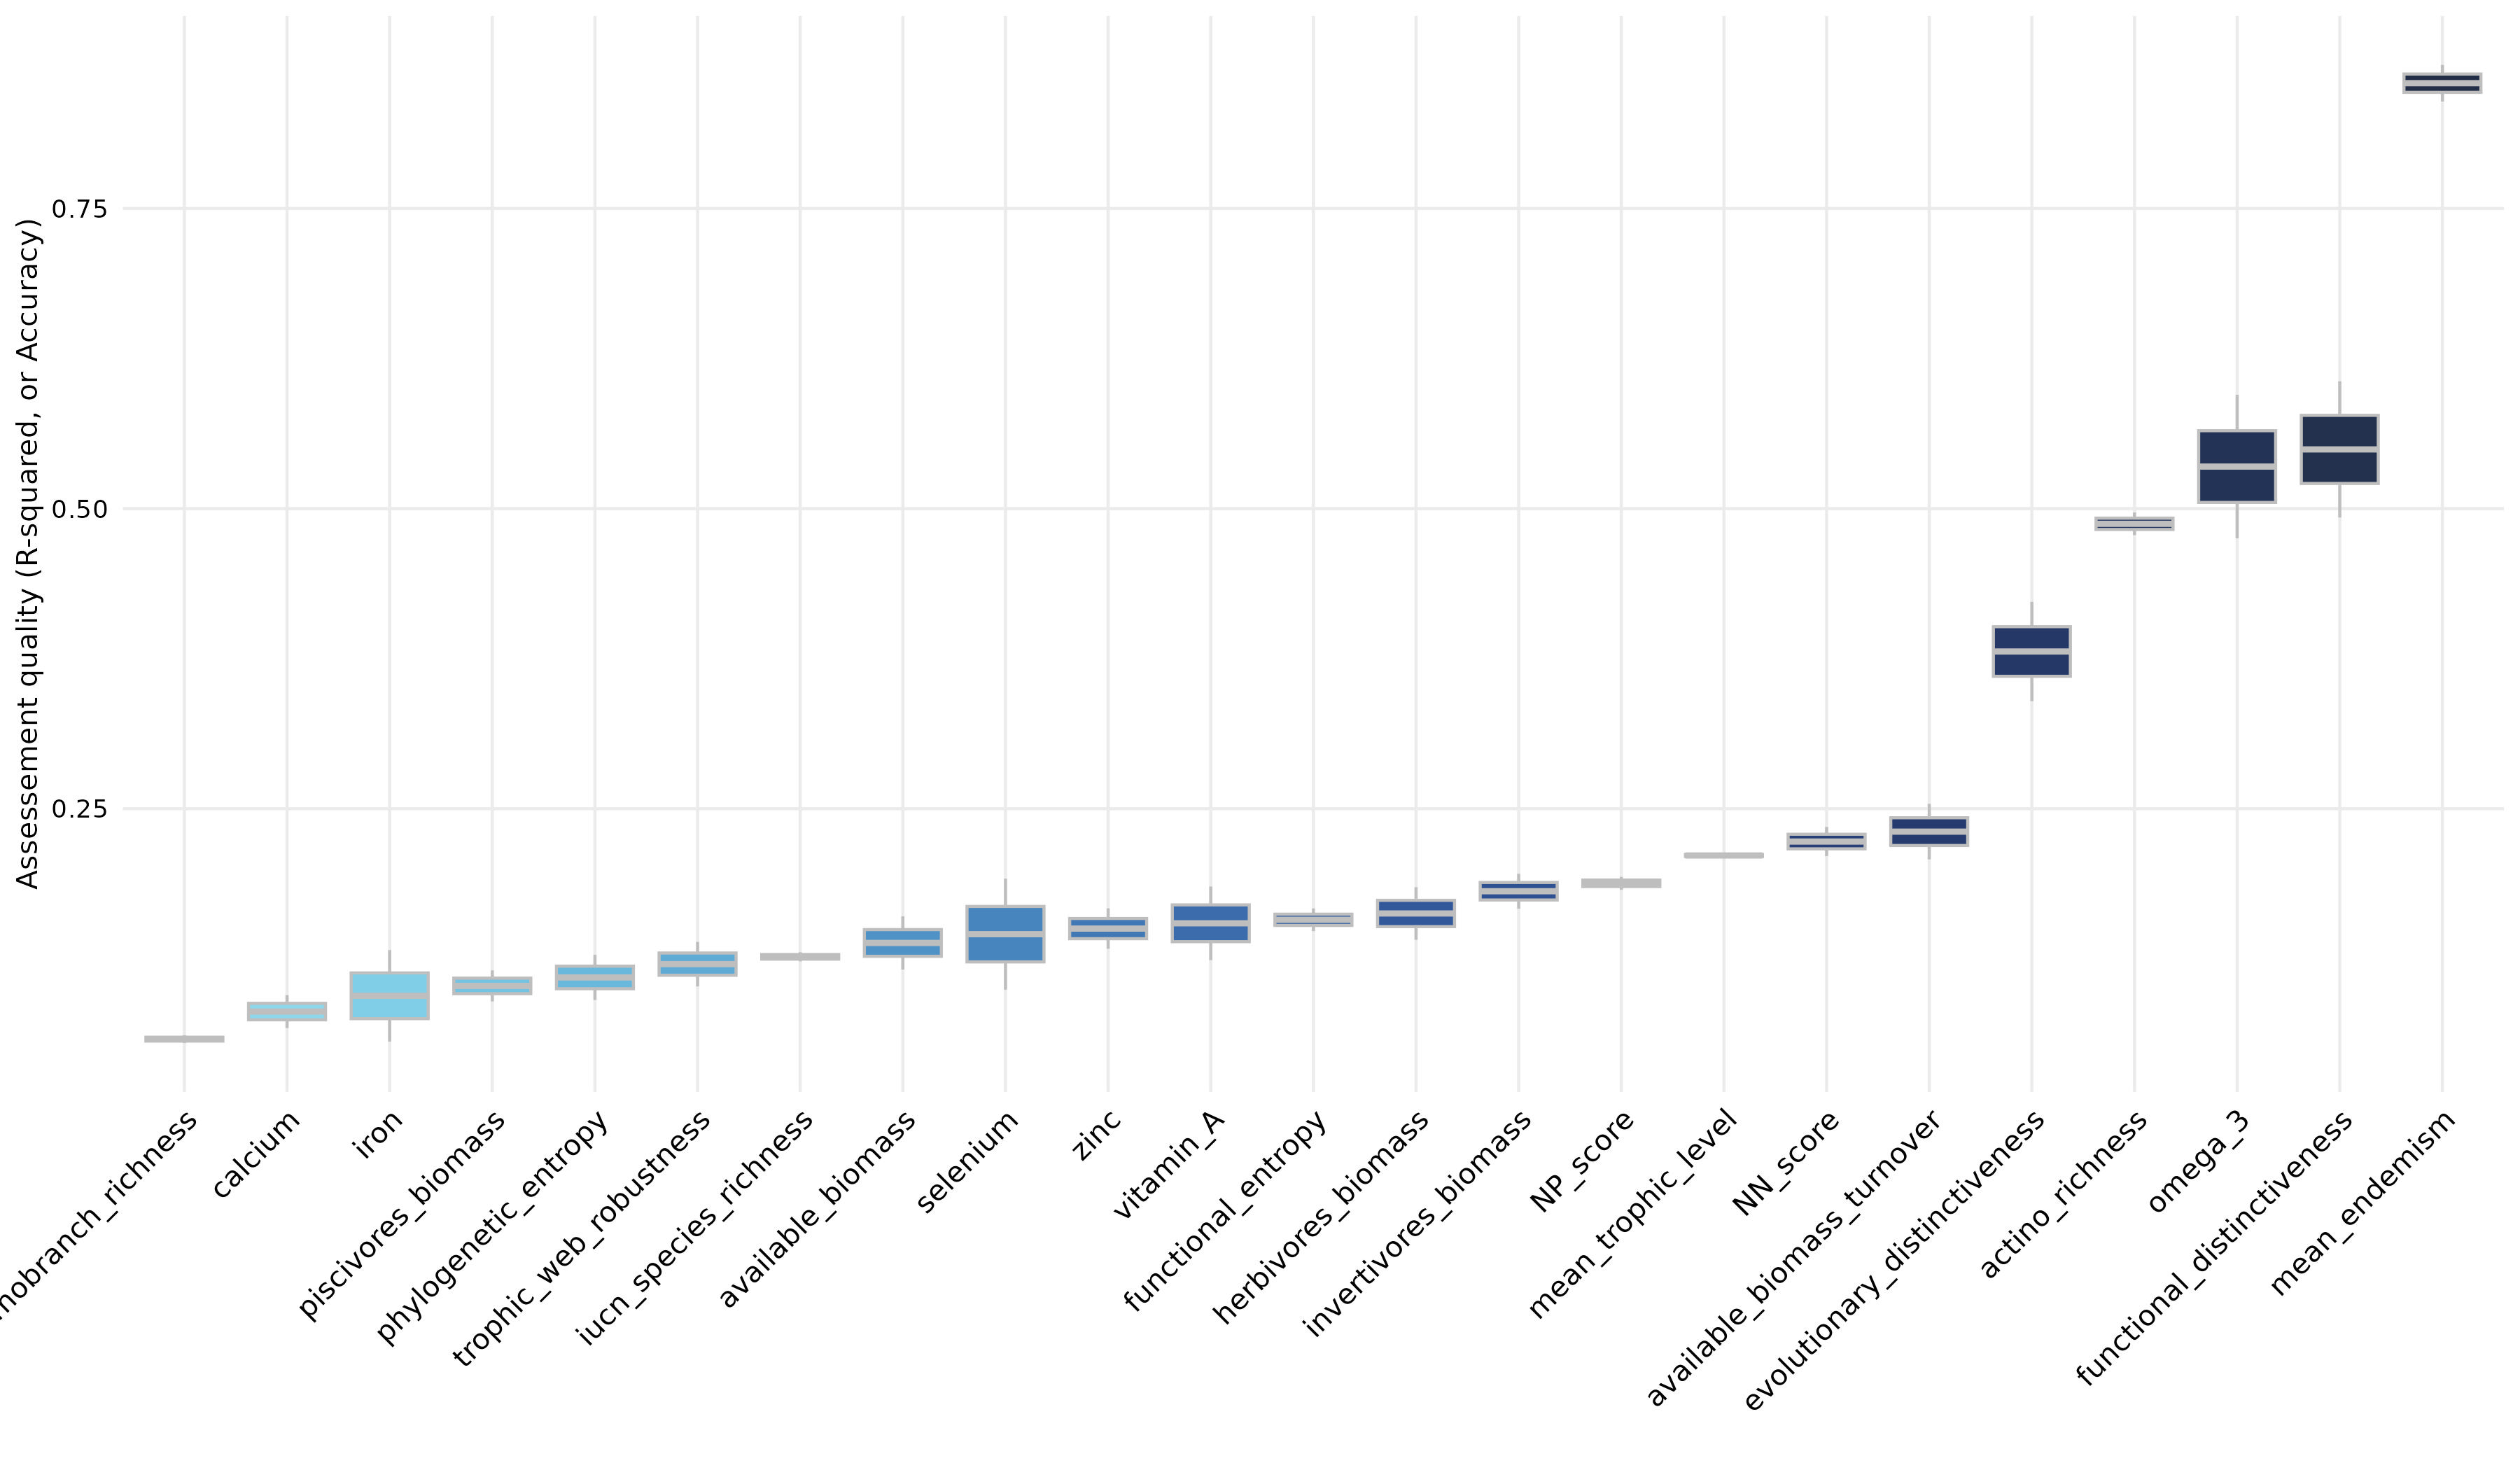 Assessement quality (R-squared, or Accuracy)
0.75
0.50
0.25
nobranch_richness
calcium
iron
piscivores_biomass
phylogenetic_entropy
trophic_web_robustness
iucn_species_richness
available_biomass
selenium
zinc
vitamin_A
functional_entropy
herbivores_biomass
invertivores_biomass
NP_score
mean_trophic_level
NN_score
available_biomass_turnover
evolutionary_distinctiveness
actino_richness
omega_3
functional_distinctiveness
mean_endemism